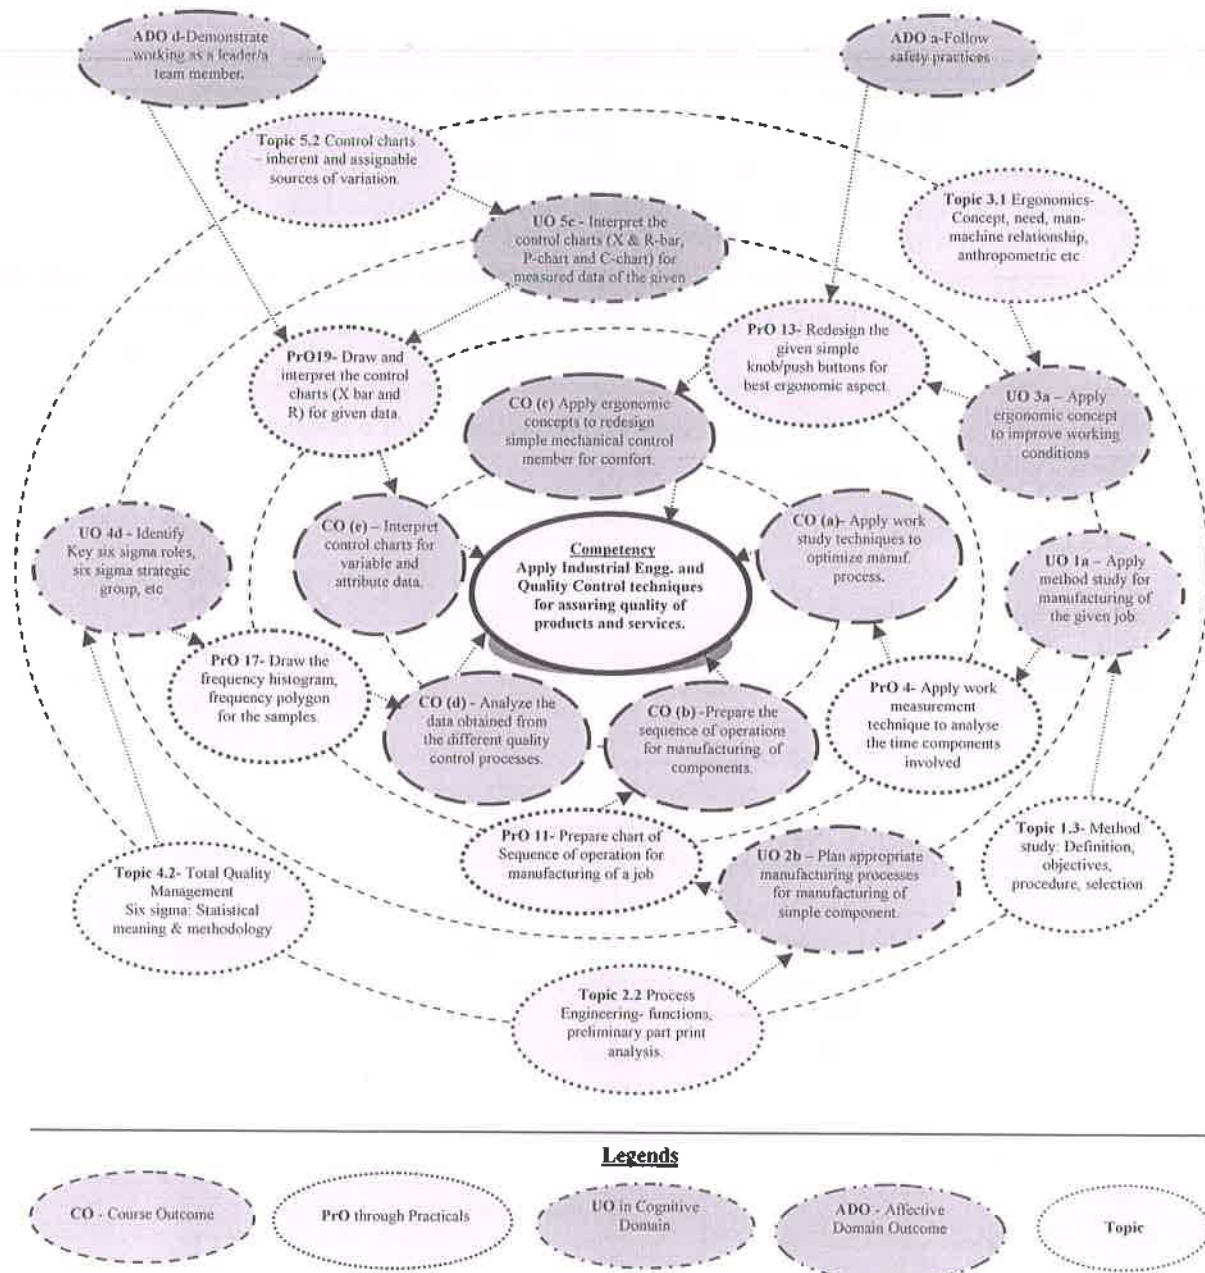 ADO d-Demonstrate
working as a leader/a
team member.
ADO a-Follow
safety practices
Topic 5.2 Control charts
– inherent and assignable
sources of variation.
Topic 3.1 Ergonomics-
Concept, need, man-
machine relationship,
anthropometric etc
UO 5c - Interpret the
control charts (X & R-bar,
P-chart and C-chart) for
measured data of the given
PrO19- Draw and
interpret the control
charts (X bar and
R) for given data.
PrO 13- Redesign the
given simple
knob/push buttons for
best ergonomic aspect.
CO (c) Apply ergonomic
concepts to redesign
simple mechanical control
member for comfort.
UO 3a – Apply
ergonomic concept
to improve working
conditions
UO 4d - Identify
Key six sigma roles,
six sigma strategic
group, etc
CO (e) – Interpret
control charts for
variable and
attribute data.
Competency
Apply Industrial Engg. and
Quality Control techniques
for assuring quality of
products and services.
CO (a)- Apply work
study techniques to
optimize manuf.
process.
UO 1a – Apply
method study for
manufacturing of
the given job.
PrO 17- Draw the
frequency histogram,
frequency polygon
for the samples.
CO (d) - Analyze the
data obtained from
the different quality
control processes.
CO (b) -Prepare the
sequence of operations
for manufacturing of
components.
PrO 4- Apply work
measurement
technique to analyse
the time components
involved
PrO 11- Prepare chart of
Sequence of operation for
manufacturing of a job
UO 2b – Plan appropriate
manufacturing processes
for manufacturing of
simple component.
Topic 1.3- Method
study: Definition,
objectives,
procedure, selection
Topic 4.2- Total Quality
Management
Six sigma: Statistical
meaning & methodology
Topic 2.2 Process
Engineering- functions,
preliminary part print
analysis.
Legends
CO - Course Outcome
PrO through Practicals
UO in Cognitive
Domain
ADO - Affective
Domain Outcome
Topic